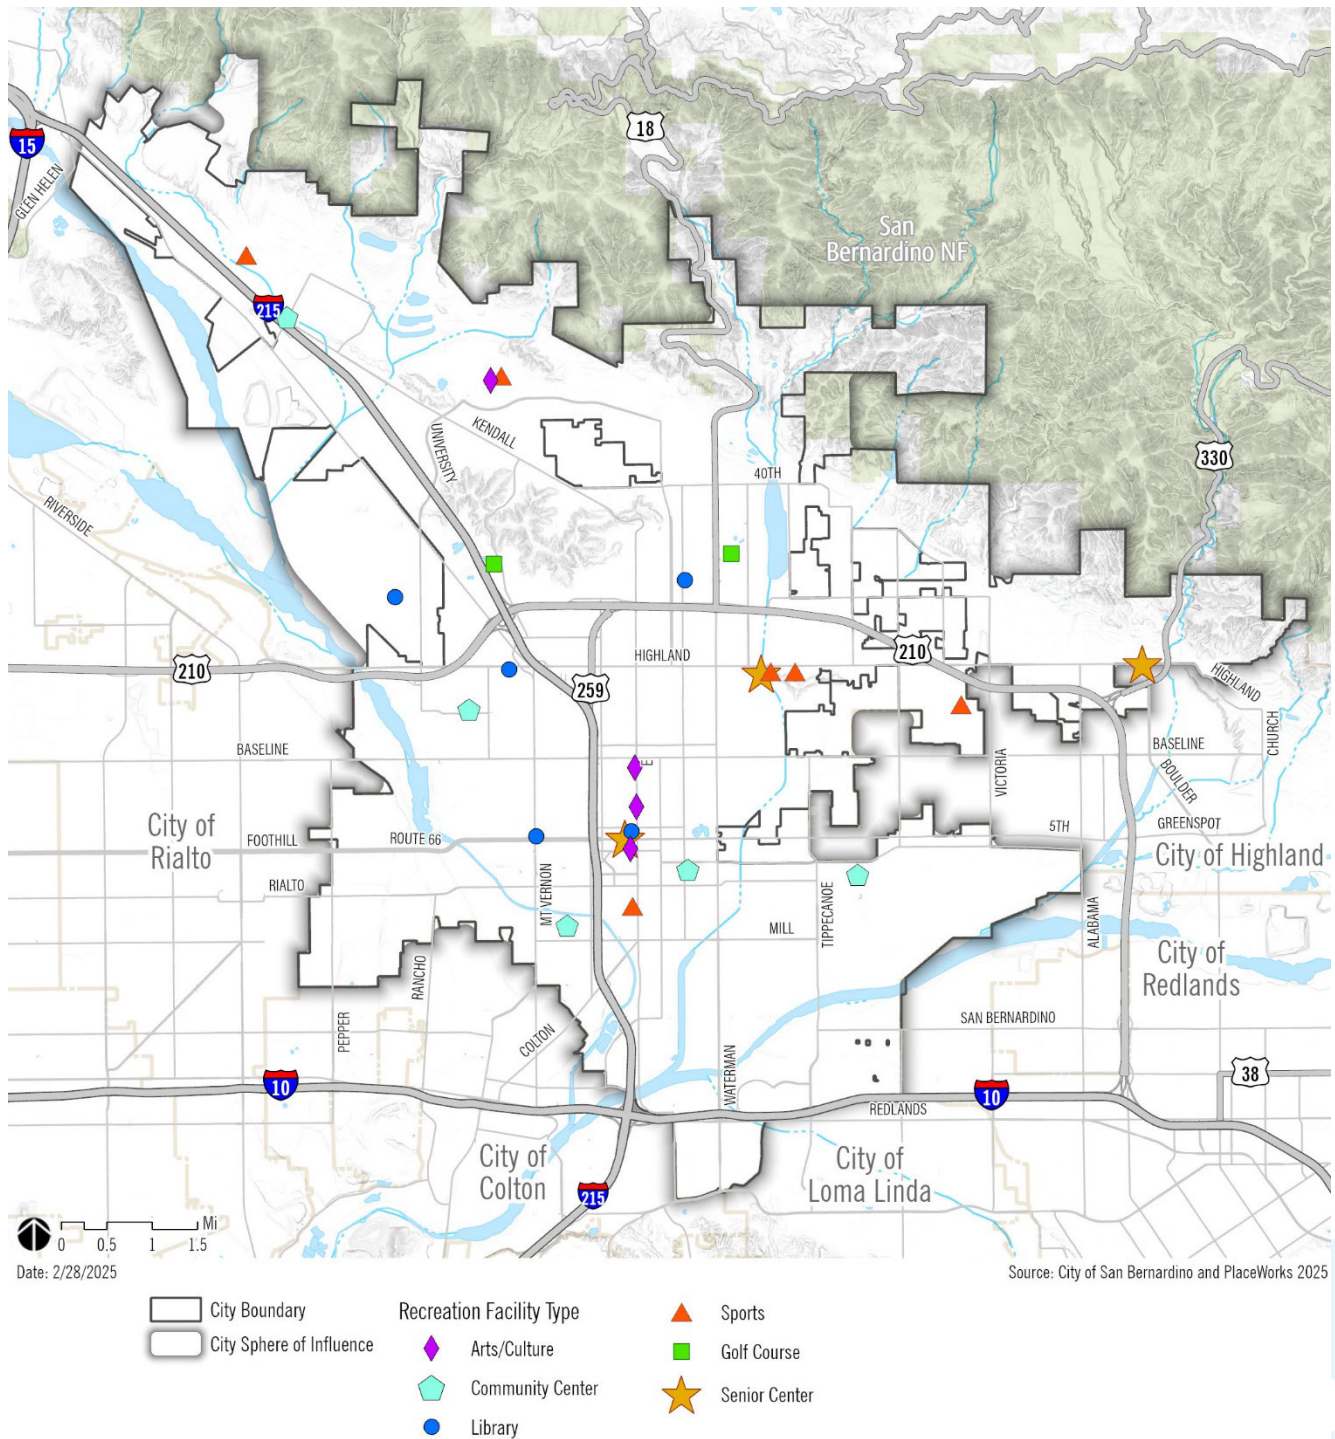 18
15
GLEN HELEN
San
Bernardino NF
215
KENDALL
UNIVERSITY
40TH
330
RIVERSIDE
HIGHLAND
210
210
259
HIGHLAND
CHURCH
BASELINE
E
VICTORIA
BASELINE
BOULDER
City of
Rialto
FOOTHILL
ROUTE 66
5TH
GREENSPOT
City of Highland
RIALTO
MT VERNON
TIPPECANOE
MILL
ALABAMA
City of
Redlands
RANCHO
PEPPER
COLTON
SAN BERNARDINO
WATERMAN
38
10
10
REDLANDS
City of
Colton
City of
Loma Linda
215
Mi
0 0.5 1 1.5
Date: 2/28/2025
Source: City of San Bernardino and PlaceWorks 2025
City Boundary
City Sphere of Influence
Recreation Facility Type
Arts/Culture
Community Center
Library
Sports
Golf Course
Senior Center